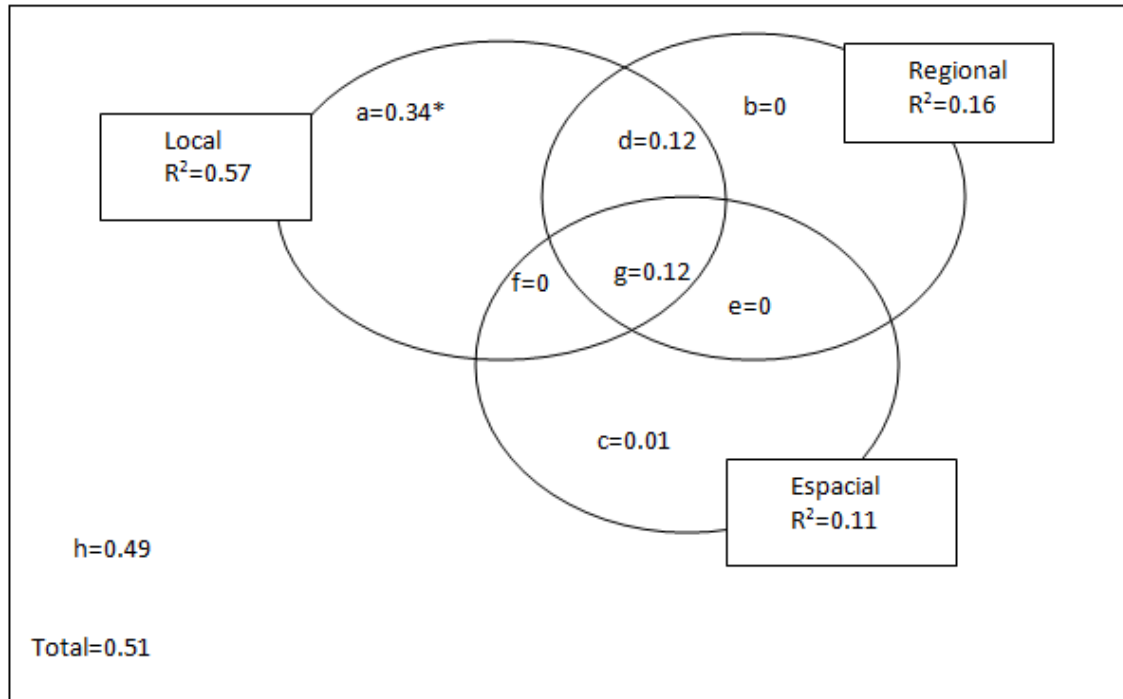 Regional
R²=0.16
a=0.34*
b=0
Local
R²=0.57
d=0.12
f=0
g=0.12
e=0
c=0.01
Espacial
R²=0.11
h=0.49
Total=0.51